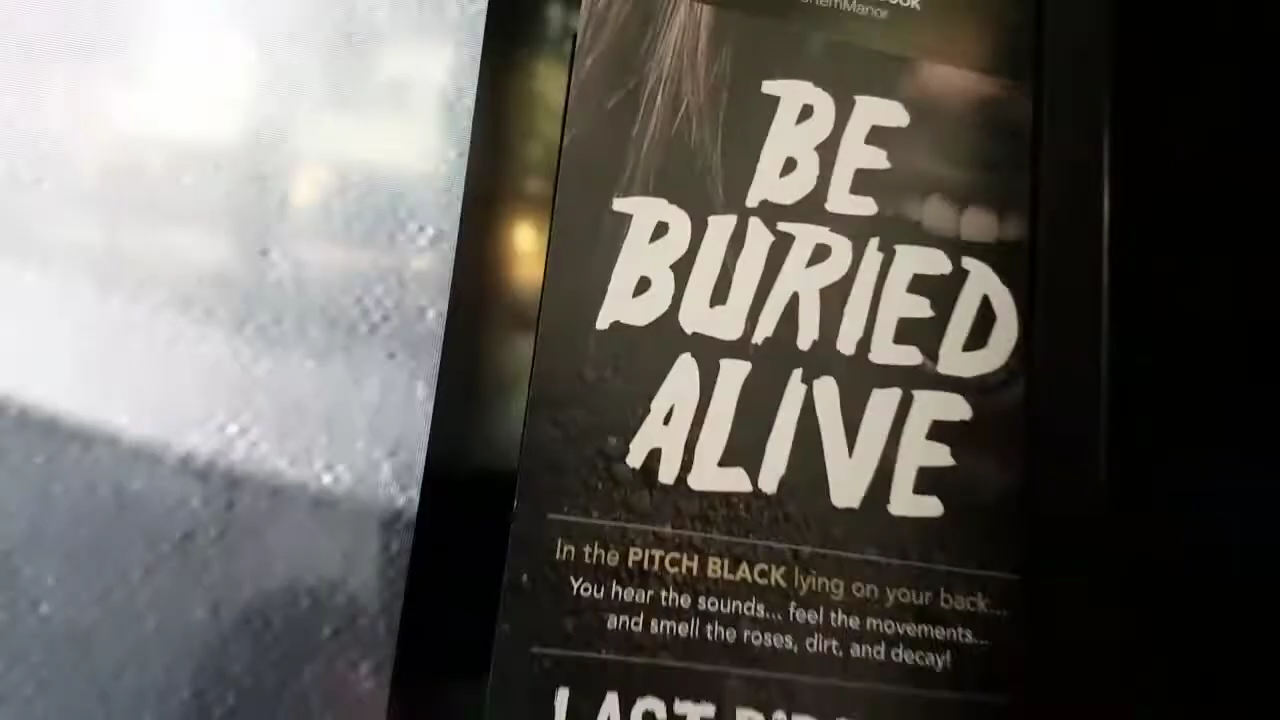 BE
BURIED
ALIVE
In the PITCH BLACK lying on your back...
You hear the sounds... feel the movements...
and smell the roses, dirt, and decay!
LAST